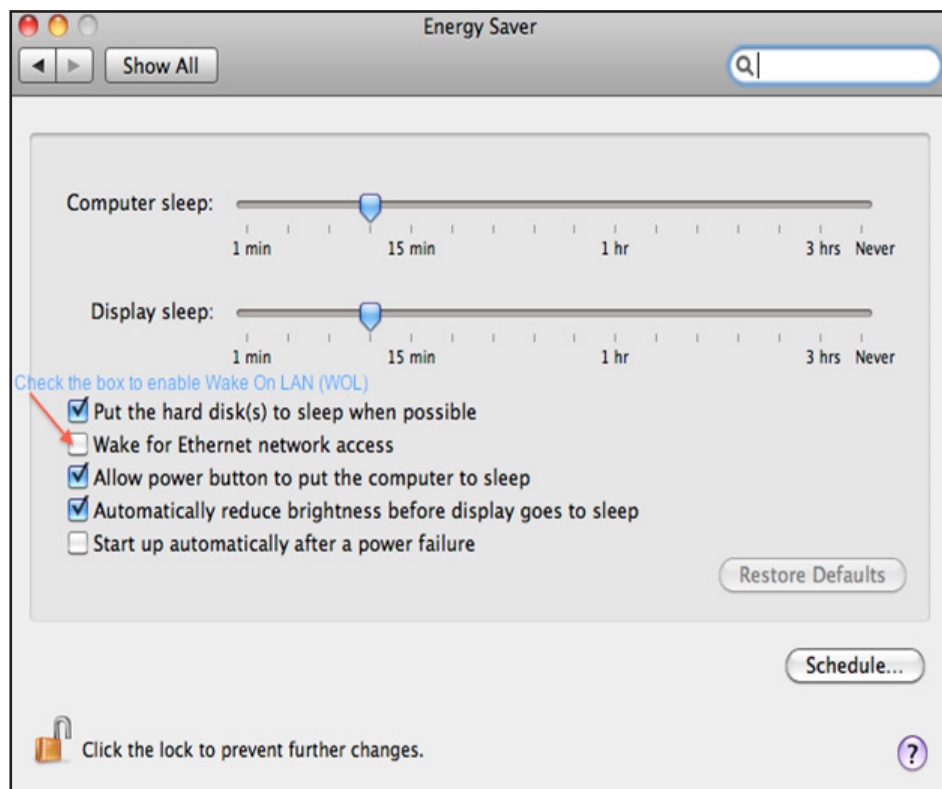 Energy Saver
Show All
Computer sleep:
1 min 15 min 1 hr 3 hrs Never
Display sleep:
1 min 15 min 1 hr 3 hrs Never
Check the box to enable Wake On LAN (WOL)
Put the hard disk(s) to sleep when possible
Wake for Ethernet network access
Allow power button to put the computer to sleep
Automatically reduce brightness before display goes to sleep
Start up automatically after a power failure
Restore Defaults
Schedule...
Click the lock to prevent further changes.
?